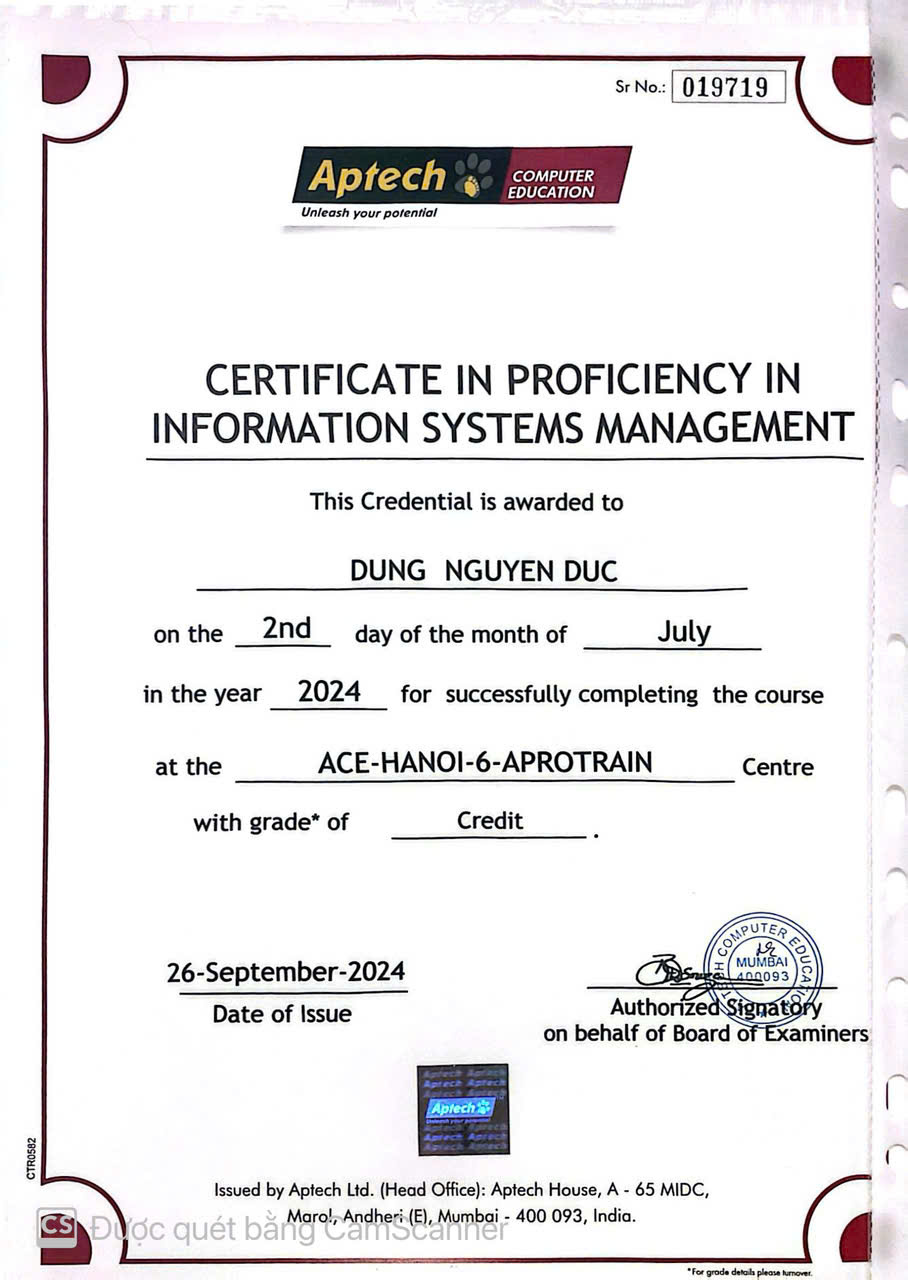 Sr No.: 019719
Aptech COMPUTER EDUCATION
Unleash your potential
CERTIFICATE IN PROFICIENCY IN
INFORMATION SYSTEMS MANAGEMENT
This Credential is awarded to
DUNG NGUYEN DUC
on the 2nd day of the month of July
in the year 2024 for successfully completing the course
at the ACE-HANOI-6-APROTRAIN Centre
with grade* of Credit .
26-September-2024
Date of Issue
COMPUTER EDUCATION
MUMBAI
400093
Authorized Signatory
on behalf of Board of Examiners
Aptech
CTR0582
Issued by Aptech Ltd. (Head Office): Aptech House, A - 65 MIDC,
Marol, Andheri (E), Mumbai - 400 093, India.
CS Được quét bằng CamScanner
*For grade details please turnover.